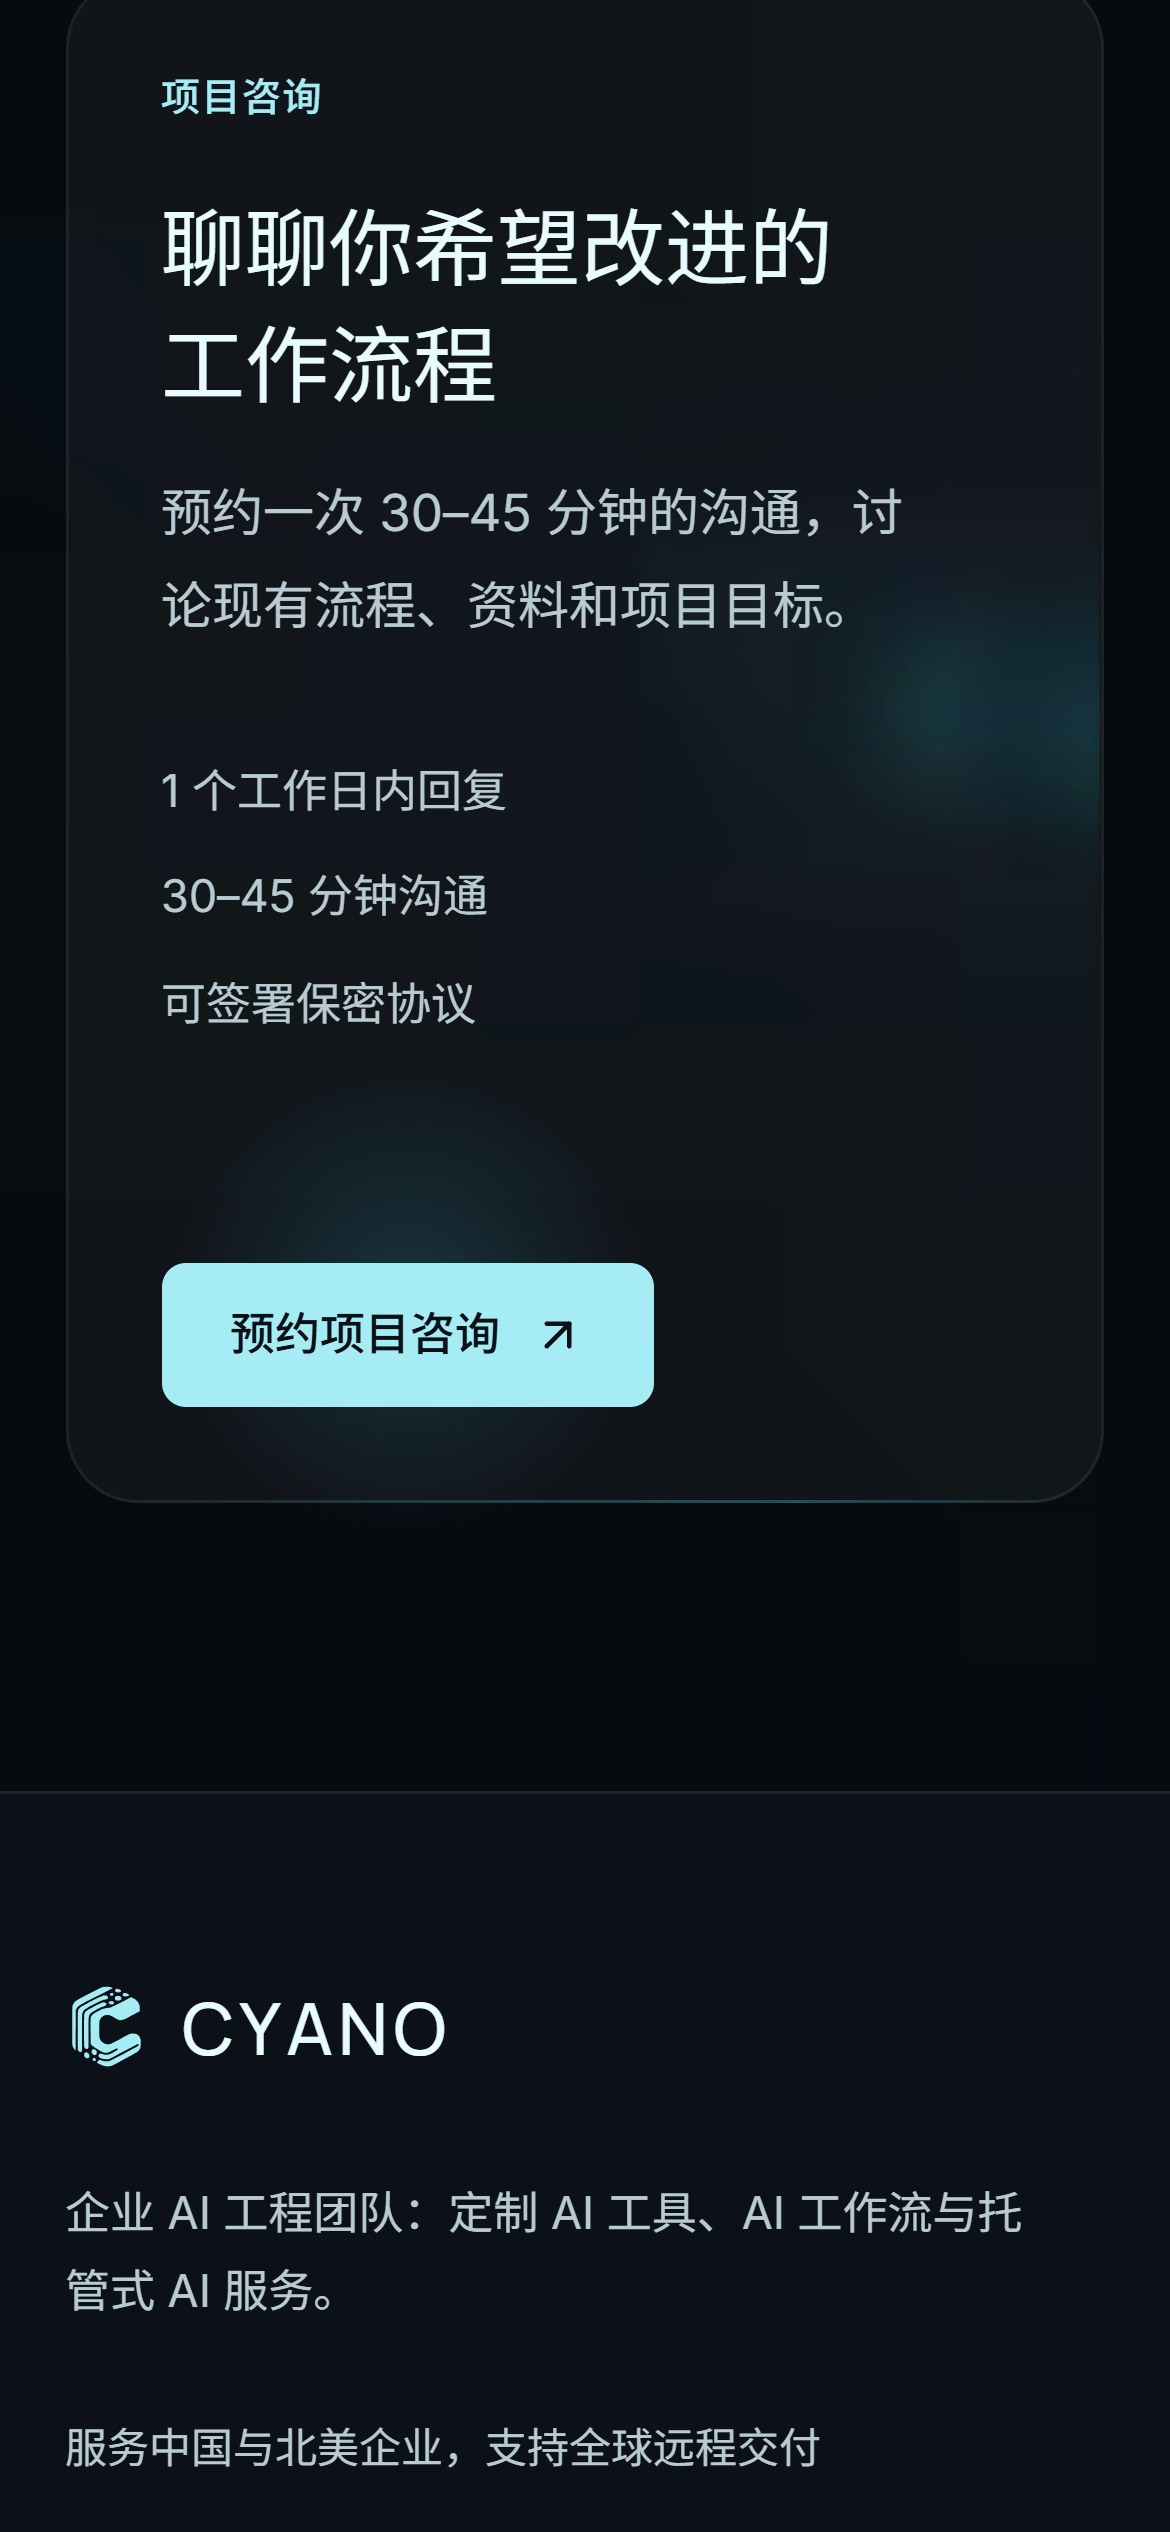 项目咨询
聊聊你希望改进的
工作流程
预约一次 30–45 分钟的沟通，讨
论现有流程、资料和项目目标。
1 个工作日内回复
30–45 分钟沟通
可签署保密协议
预约项目咨询
CYANO
企业 AI 工程团队：定制 AI 工具、AI 工作流与托
管式 AI 服务。
服务中国与北美企业，支持全球远程交付